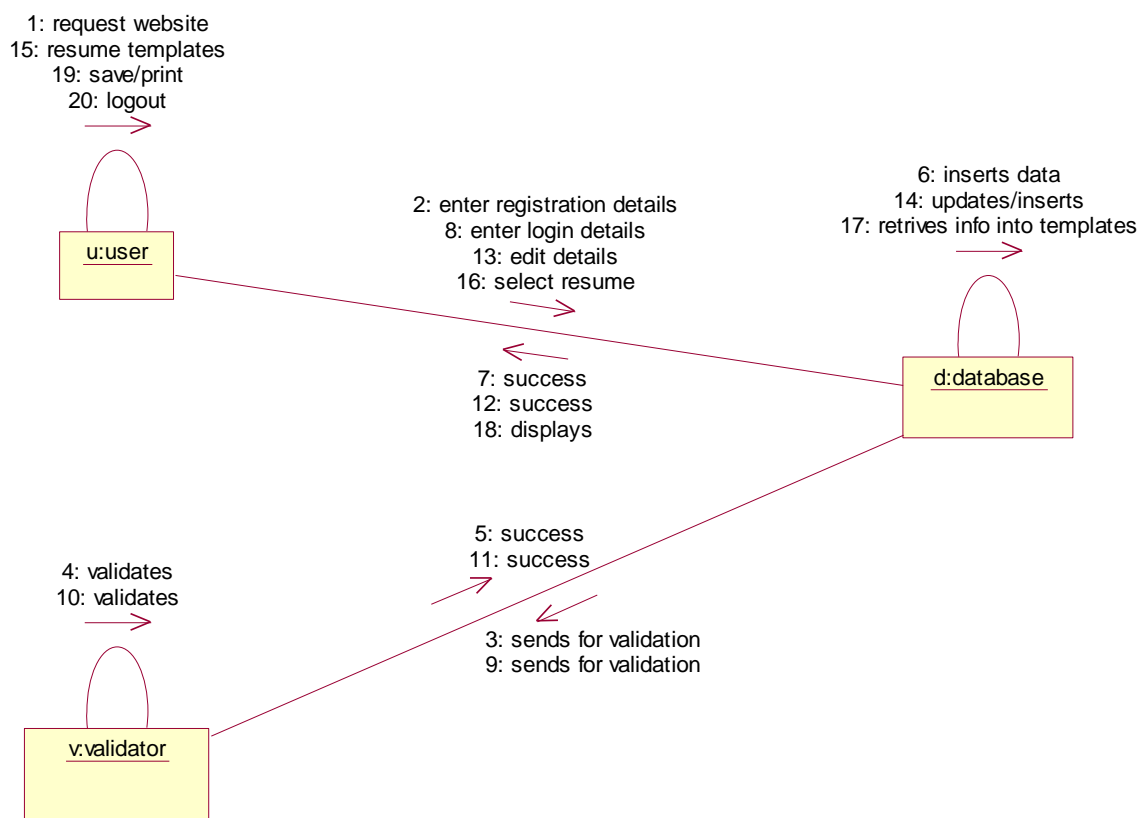 1: request website
15: resume templates
19: save/print
20: logout
u:user
2: enter registration details
8: enter login details
13: edit details
16: select resume
7: success
12: success
18: displays
6: inserts data
14: updates/inserts
17: retrives info into templates
d:database
5: success
11: success
3: sends for validation
9: sends for validation
4: validates
10: validates
v:validator